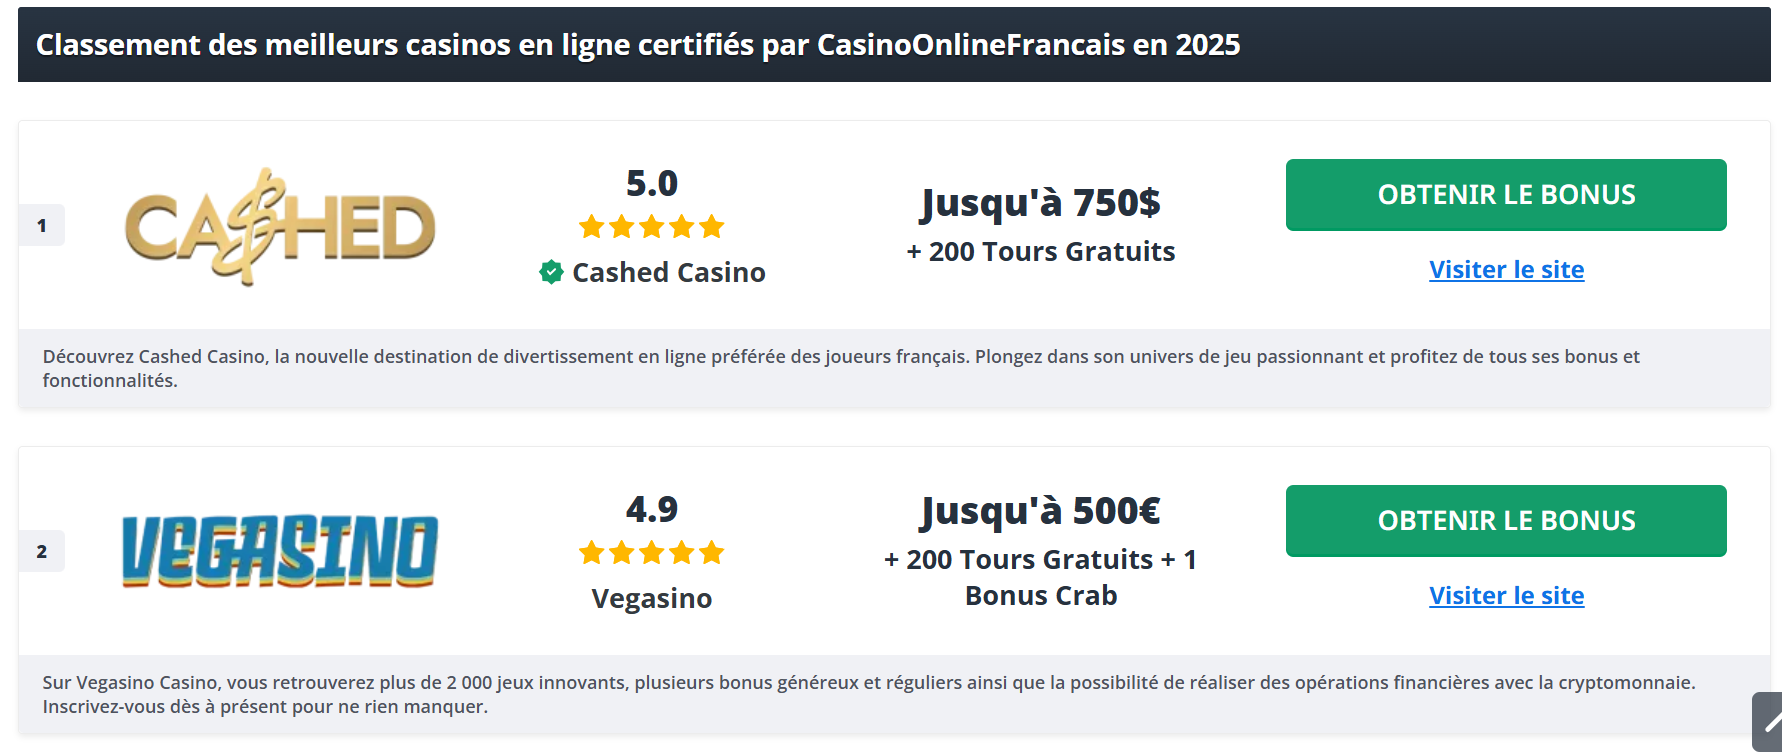 Classement des meilleurs casinos en ligne certifiés par CasinoOnlineFrancais en 2025
1
CA$HED
5.0
Cashed Casino
Jusqu'à 750$
+ 200 Tours Gratuits
OBTENIR LE BONUS
Visiter le site
Découvrez Cashed Casino, la nouvelle destination de divertissement en ligne préférée des joueurs français. Plongez dans son univers de jeu passionnant et profitez de tous ses bonus et
fonctionnalités.
2
VEGASINO
4.9
Vegasino
Jusqu'à 500€
+ 200 Tours Gratuits + 1
Bonus Crab
OBTENIR LE BONUS
Visiter le site
Sur Vegasino Casino, vous retrouverez plus de 2 000 jeux innovants, plusieurs bonus généreux et réguliers ainsi que la possibilité de réaliser des opérations financières avec la cryptomonnaie.
Inscrivez-vous dès à présent pour ne rien manquer.